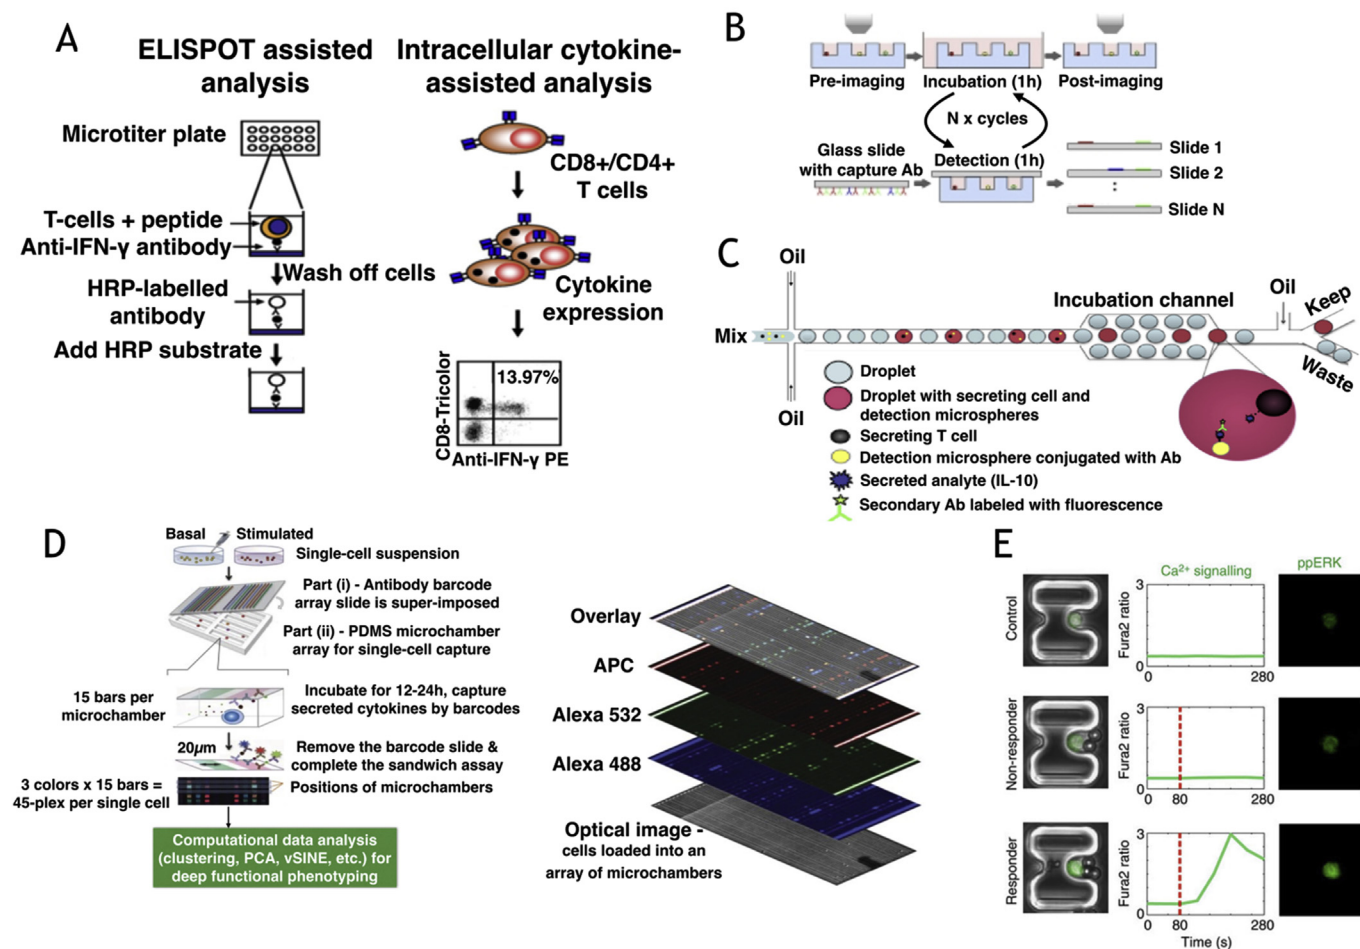 A
ELISPOT assisted
analysis
Intracellular cytokine-
assisted analysis
Microtiter plate
T-cells + peptide
Anti-IFN-γ antibody
Wash off cells
HRP-labelled
antibody
Add HRP substrate
CD8+/CD4+
T cells
Cytokine
expression
13.97%
CD8-Tricolor
Anti-IFN-γ PE
B
Pre-imaging
Incubation (1h)
Post-imaging
N x cycles
Glass slide
with capture Ab
Detection (1h)
Slide 1
Slide 2
Slide N
C
Oil
Mix
Oil
Incubation channel
Oil
Keep
Waste
Droplet
Droplet with secreting cell and
detection microspheres
Secreting T cell
Detection microsphere conjugated with Ab
Secreted analyte (IL-10)
Secondary Ab labeled with fluorescence
D
Basal
Stimulated
Single-cell suspension
Part (i) - Antibody barcode
array slide is super-imposed
Part (ii) - PDMS microchamber
array for single-cell capture
15 bars per
microchamber
Incubate for 12-24h, capture
secreted cytokines by barcodes
20μm
Remove the barcode slide &
complete the sandwich assay
3 colors x 15 bars =
45-plex per single cell
Positions of microchambers
Computational data analysis
(clustering, PCA, vSINE, etc.) for
deep functional phenotyping
Overlay
APC
Alexa 532
Alexa 488
Optical image -
cells loaded into an
array of microchambers
E
Ca2+ signalling
ppERK
Control
Fura2 ratio
3
0
0
280
Non-responder
Fura2 ratio
3
0
0
80
280
Responder
Fura2 ratio
3
0
0
80
280
Time (s)